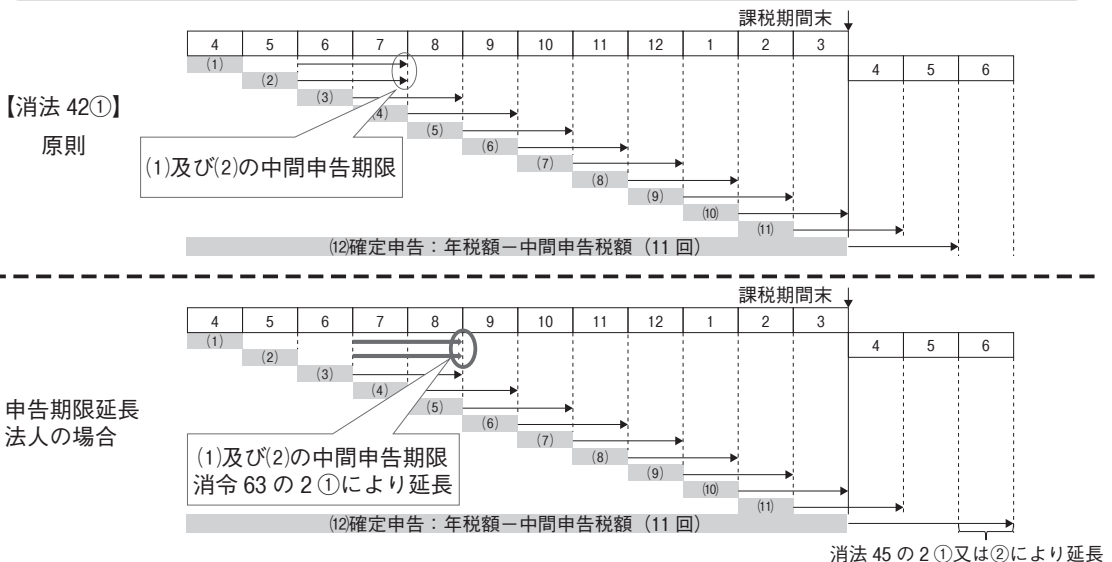 課税期間末
4 5 6 7 8 9 10 11 12 1 2 3
4 5 6
⑴
⑵
⑶
⑷
⑸
⑹
⑺
⑻
⑼
⑽
⑾
【消法 42①】
原則
⑴及び⑵の中間申告期限
⑿確定申告：年税額－中間申告税額（11 回）
課税期間末
4 5 6 7 8 9 10 11 12 1 2 3
4 5 6
⑴
⑵
⑶
⑷
⑸
⑹
⑺
⑻
⑼
⑽
⑾
申告期限延長
法人の場合
⑴及び⑵の中間申告期限
消令 63 の 2 ①により延長
⑿確定申告：年税額－中間申告税額（11 回）
消法 45 の 2 ①又は②により延長